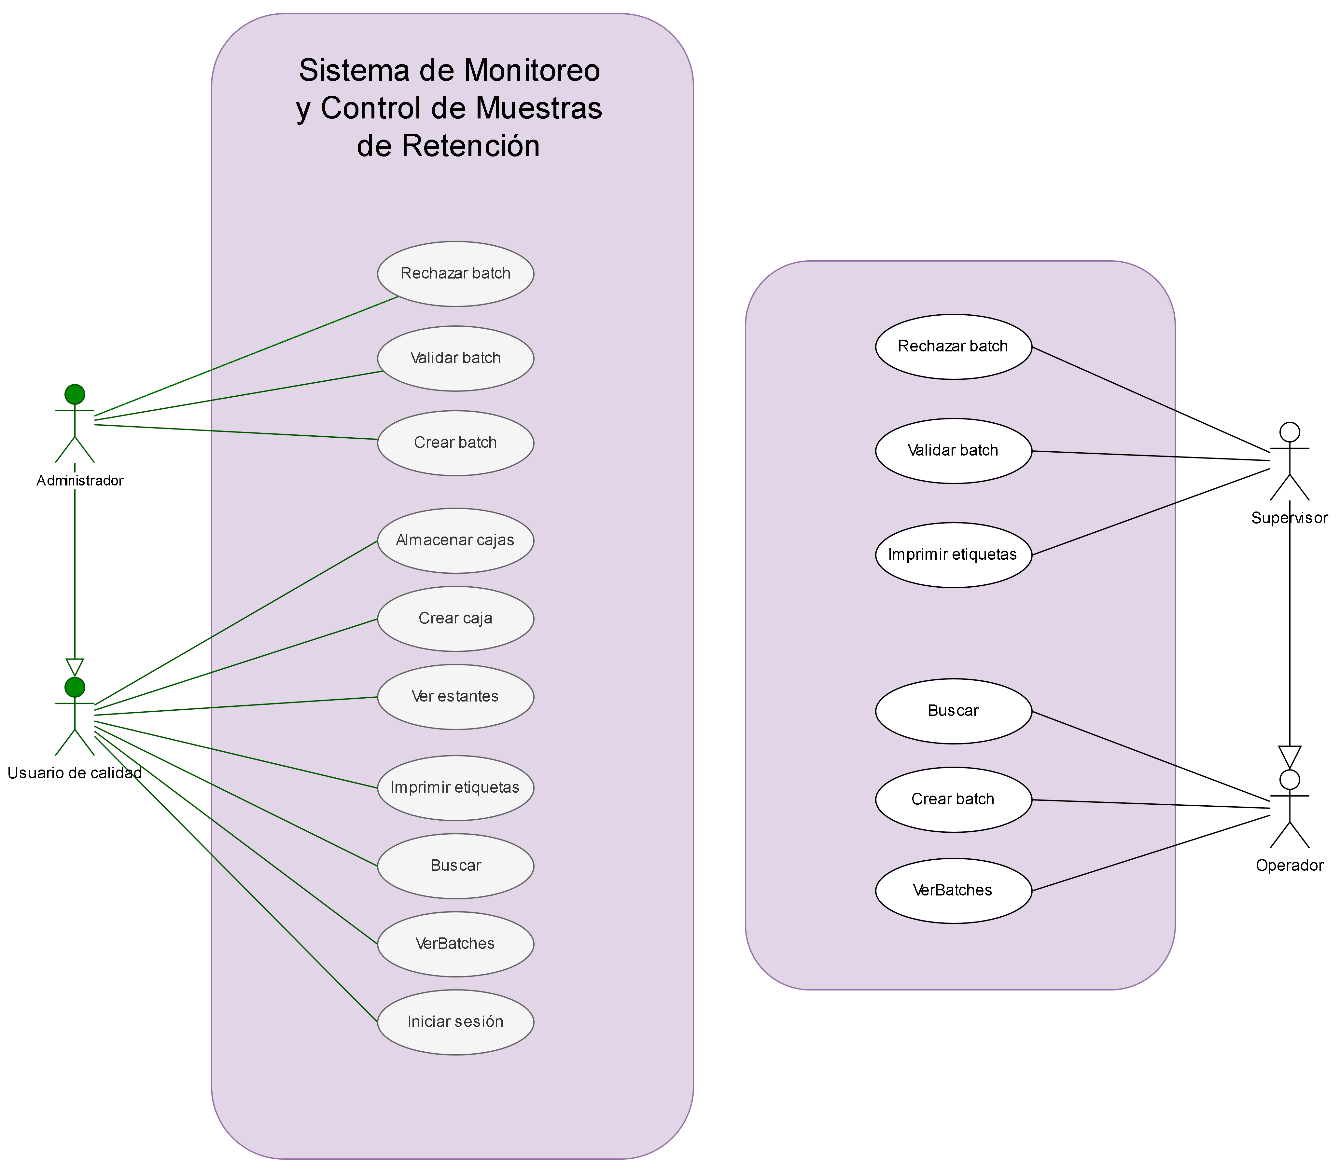 Sistema de Monitoreo
y Control de Muestras
de Retención
Rechazar batch
Validar batch
Crear batch
Administrador
Almacenar cajas
Crear caja
Ver estantes
Usuario de calidad
Imprimir etiquetas
Buscar
VerBatches
Iniciar sesión
Rechazar batch
Validar batch
Supervisor
Imprimir etiquetas
Buscar
Crear batch
Operador
VerBatches